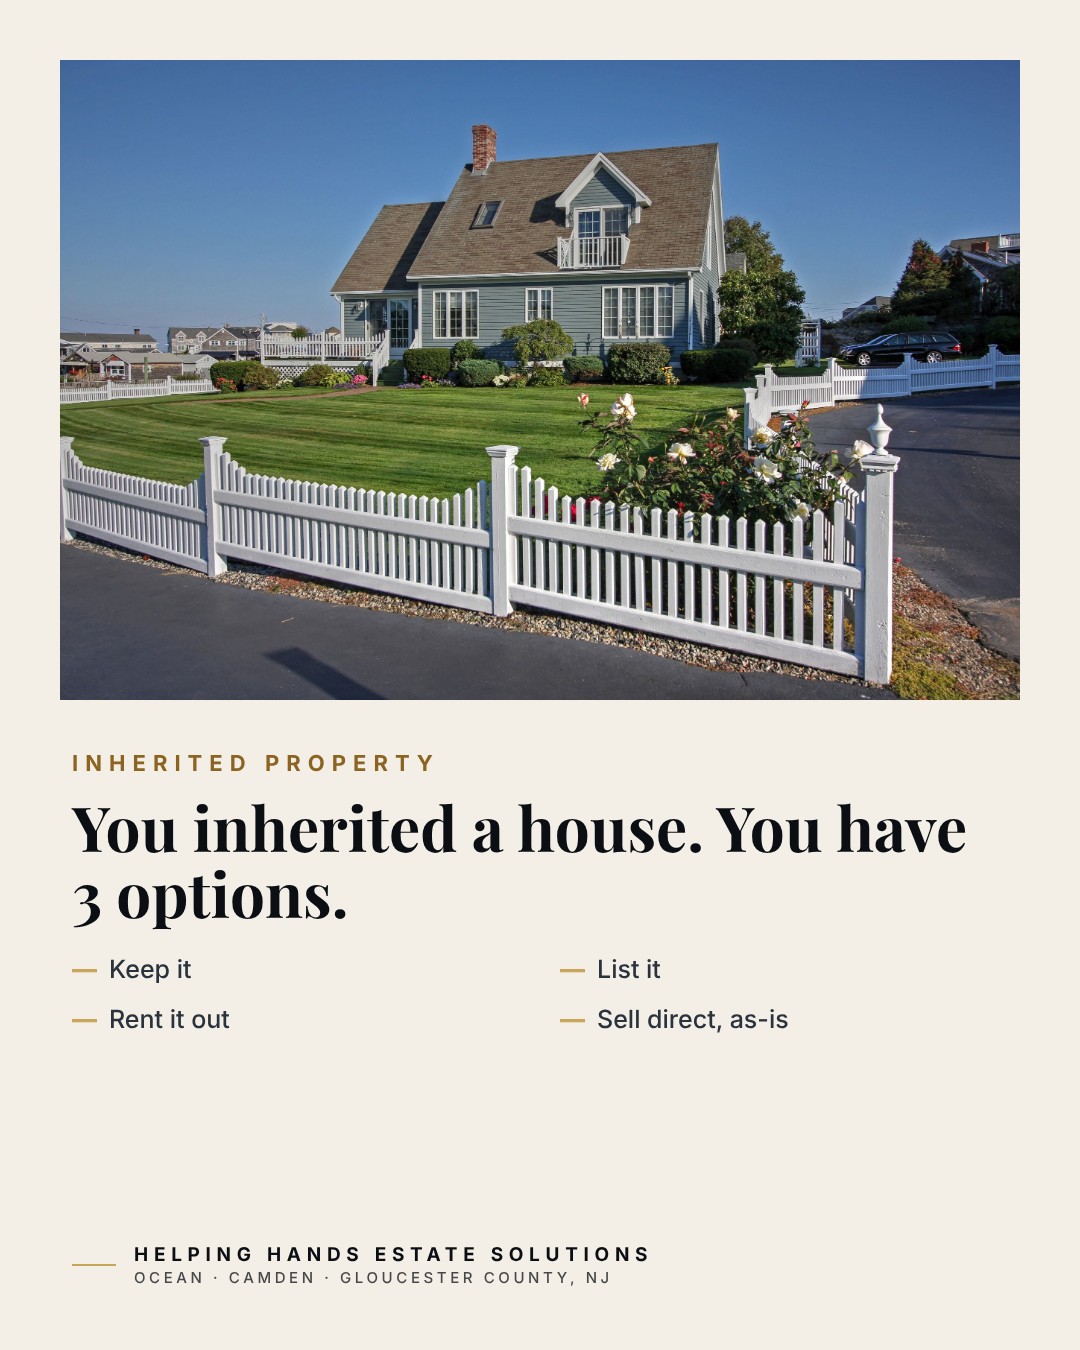 INHERITED PROPERTY
You inherited a house. You have
3 options.
— Keep it
— List it
— Rent it out
— Sell direct, as-is
HELPING HANDS ESTATE SOLUTIONS
OCEAN · CAMDEN · GLOUCESTER COUNTY, NJ